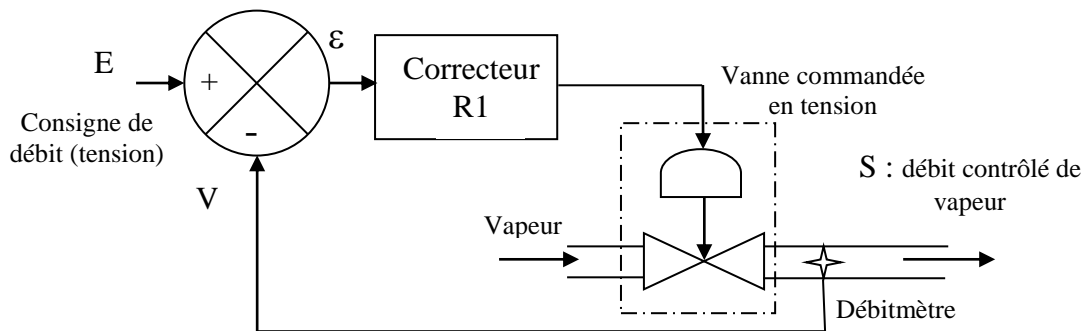 E
+
-
ε
Consigne de
débit (tension)
V
Correcteur
R1
Vanne commandée
en tension
S : débit contrôlé de
vapeur
Vapeur
Débitmètre